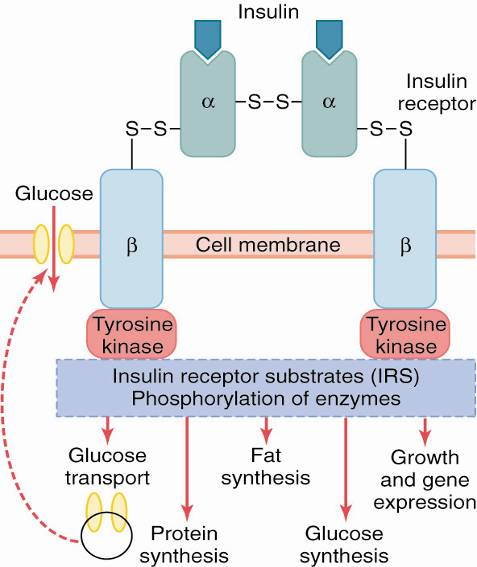 Insulin
α
–S–S–
α
Insulin
receptor
S–S–
–S–S
Glucose
β
Cell membrane
β
Tyrosine
kinase
Tyrosine
kinase
Insulin receptor substrates (IRS)
Phosphorylation of enzymes
Glucose
transport
Fat
synthesis
Growth
and gene
expression
Protein
synthesis
Glucose
synthesis